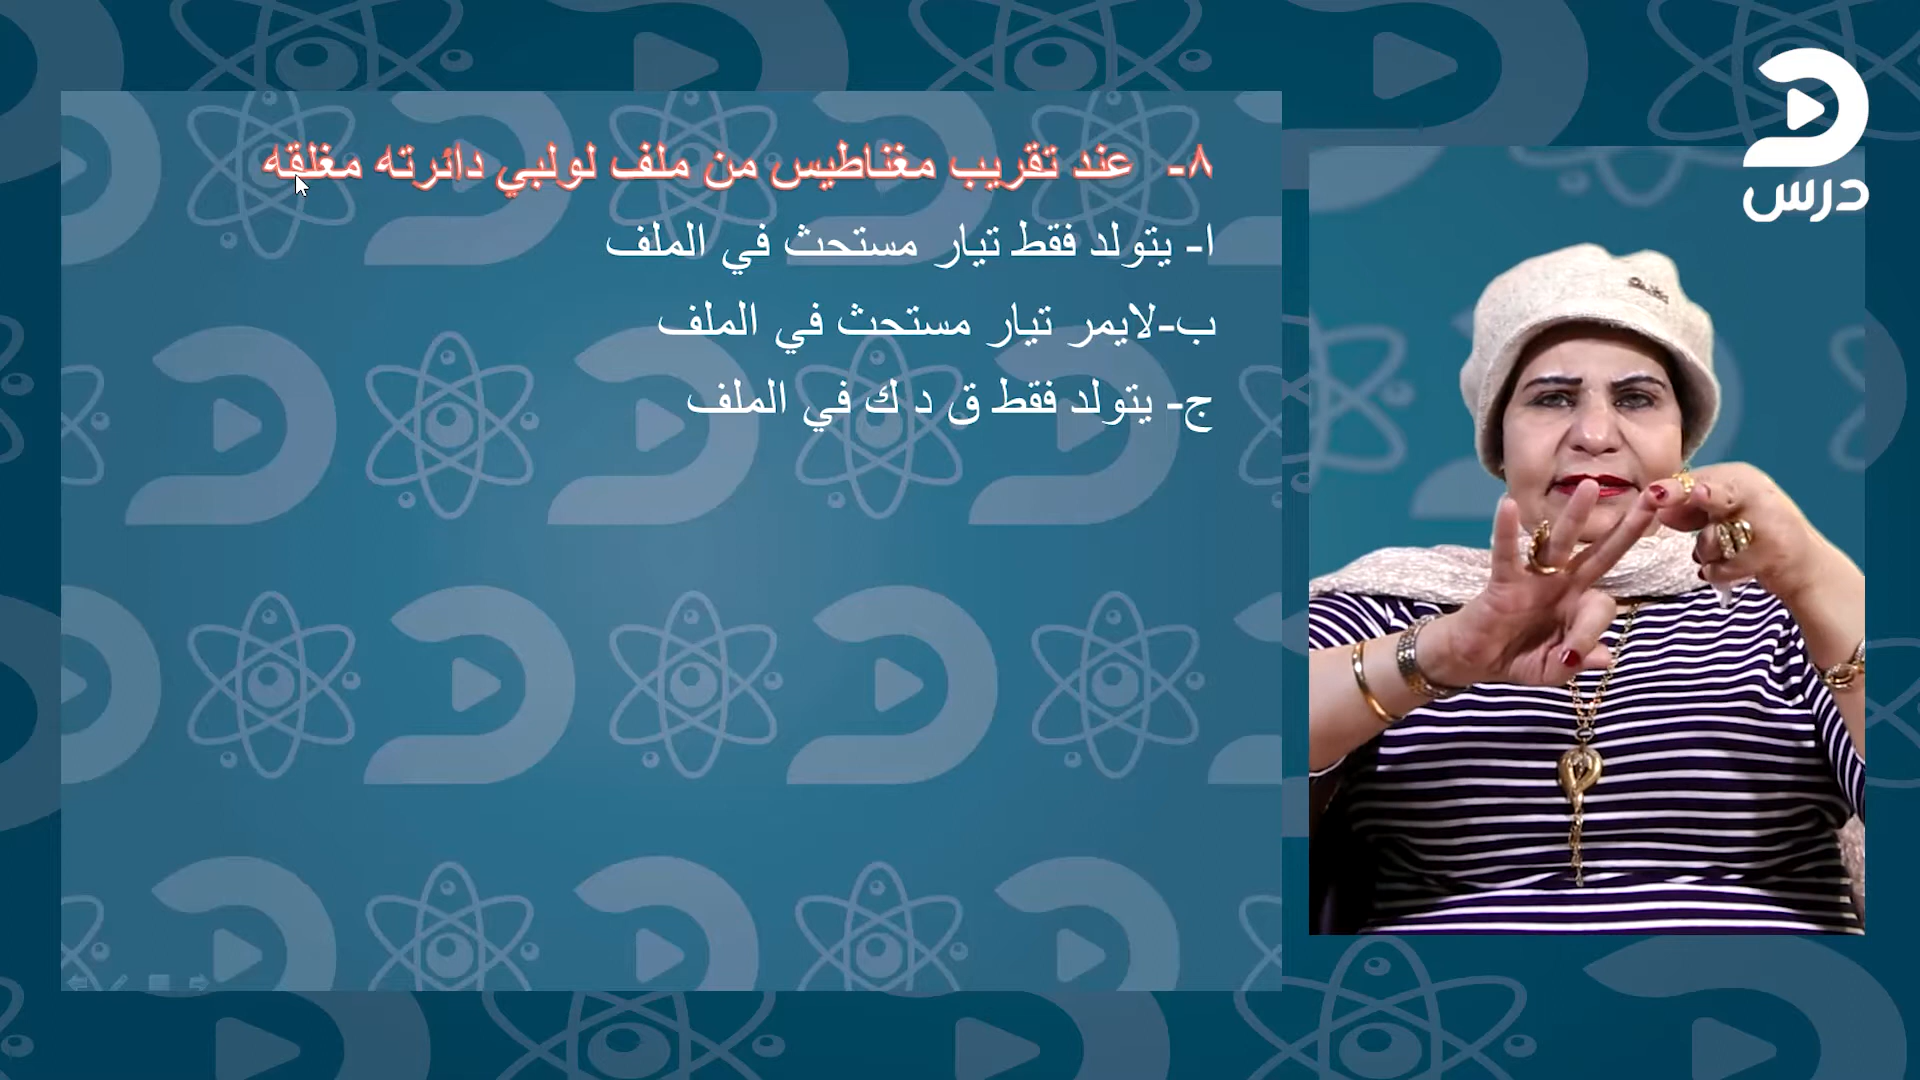 ٨- عند تقريب مغناطيس من ملف لولبي دائرته مغلقه
ا- يتولد فقط تيار مستحث في الملف
ب-لايمر تيار مستحث في الملف
ج- يتولد فقط ق د ك في الملف
درس